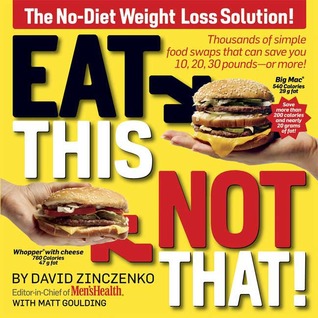 The No-Diet Weight Loss Solution!
Thousands of simple
food swaps that can save you
10, 20, 30 pounds—or more!
EAT
THIS
NOT
THAT!
Big Mac®
540 Calories
29 g fat
Save
more than
200 calories
and nearly
20 grams
of fat!
Whopper® with cheese
760 Calories
47 g fat
BY DAVID ZINCZENKO
Editor-in-Chief of Men'sHealth
WITH MATT GOULDING